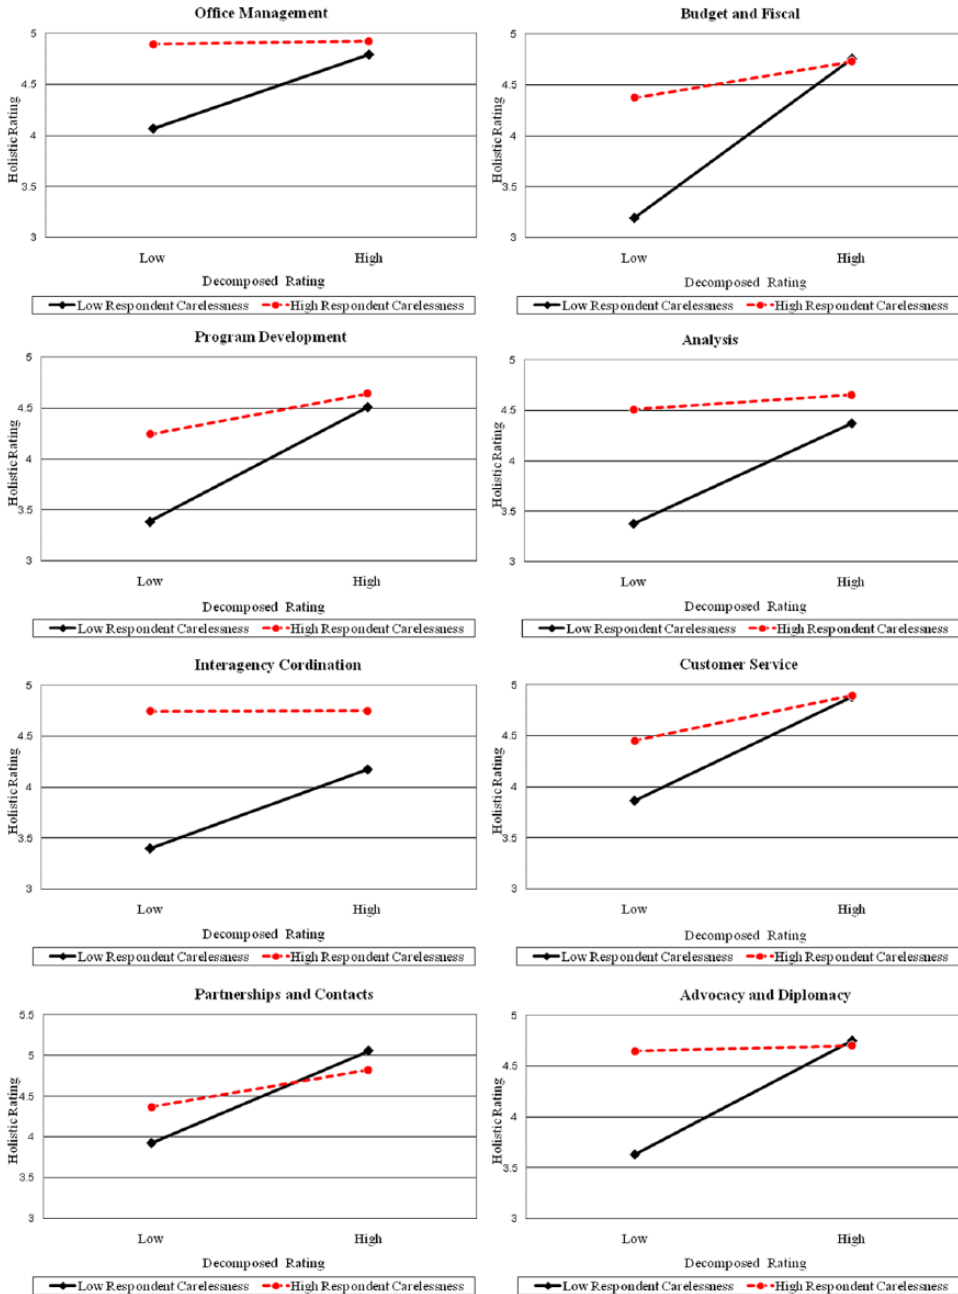 Office Management
5
4.5
4
3.5
3
Holistic Rating
Low
High
Decomposed Rating
Low Respondent Carelessness
High Respondent Carelessness
Budget and Fiscal
5
4.5
4
3.5
3
Holistic Rating
Low
High
Decomposed Rating
Low Respondent Carelessness
High Respondent Carelessness
Program Development
5
4.5
4
3.5
3
Holistic Rating
Low
High
Decomposed Rating
Low Respondent Carelessness
High Respondent Carelessness
Analysis
5
4.5
4
3.5
3
Holistic Rating
Low
High
Decomposed Rating
Low Respondent Carelessness
High Respondent Carelessness
Interagency Cordination
5
4.5
4
3.5
3
Holistic Rating
Low
High
Decomposed Rating
Low Respondent Carelessness
High Respondent Carelessness
Customer Service
5
4.5
4
3.5
3
Holistic Rating
Low
High
Decomposed Rating
Low Respondent Carelessness
High Respondent Carelessness
Partnerships and Contacts
5.5
5
4.5
4
3.5
3
Holistic Rating
Low
High
Decomposed Rating
Low Respondent Carelessness
High Respondent Carelessness
Advocacy and Diplomacy
5
4.5
4
3.5
3
Holistic Rating
Low
High
Decomposed Rating
Low Respondent Carelessness
High Respondent Carelessness